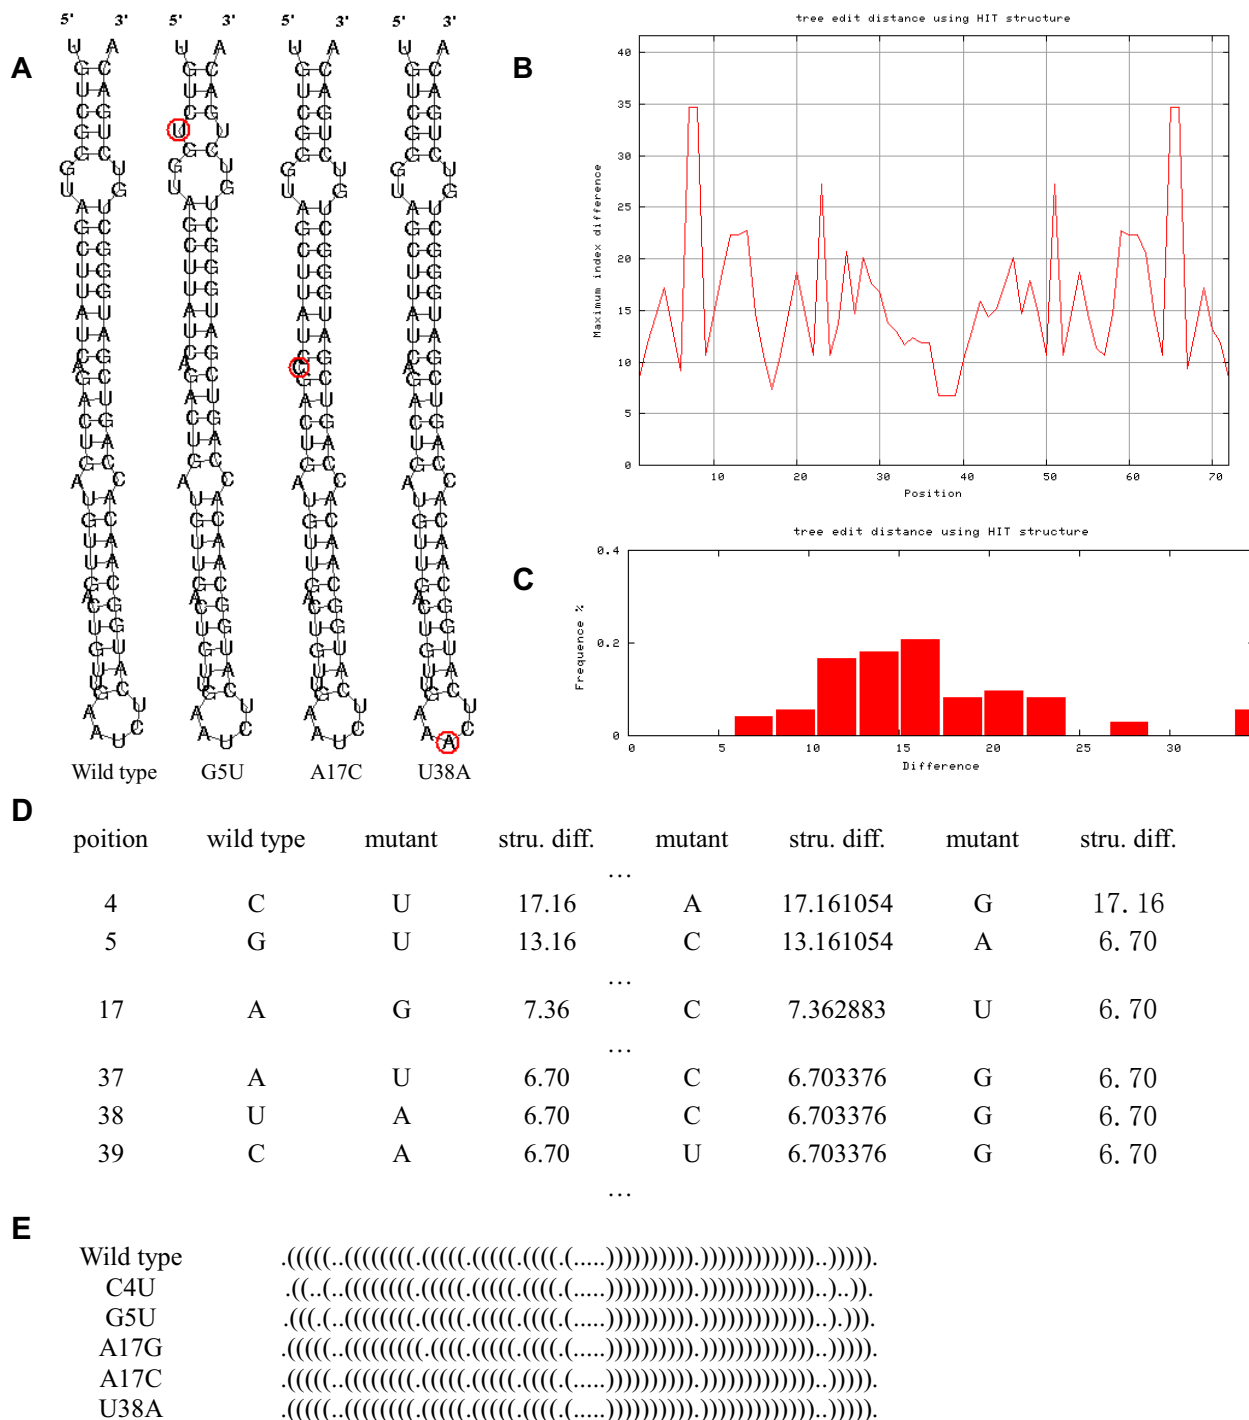 5' 3' 5' 3' 5' 3' 5' 3'
A
Wild type G5U A17C U38A
B
tree edit distance using HIT structure
Maximum index difference
40
35
30
25
20
15
10
5
0
10 20 30 40 50 60 70
Position
C
tree edit distance using HIT structure
Frequence %
0.4
0.2
0
0 5 10 15 20 25 30
Difference
D
poition wild type mutant stru. diff. mutant stru. diff. mutant stru. diff.
...
4 C U 17.16 A 17.161054 G 17.16
5 G U 13.16 C 13.161054 A 6.70
...
17 A G 7.36 C 7.362883 U 6.70
...
37 A U 6.70 C 6.703376 G 6.70
38 U A 6.70 C 6.703376 G 6.70
39 C A 6.70 U 6.703376 G 6.70
...
E
Wild type
C4U
G5U
A17G
A17C
U38A